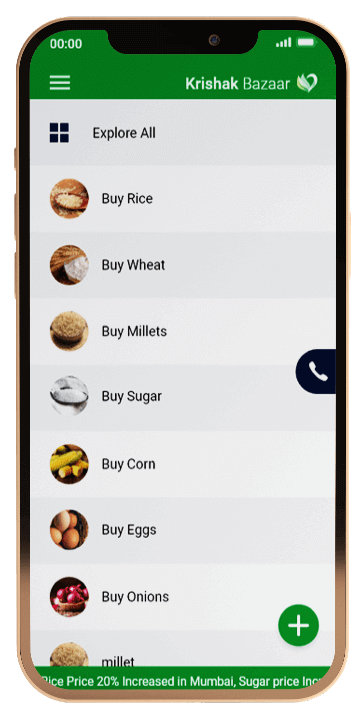 00:00
Krishak Bazaar
Explore All
Buy Rice
Buy Wheat
Buy Millets
Buy Sugar
Buy Corn
Buy Eggs
Buy Onions
millet
Rice Price 20% Increased in Mumbai, Sugar price